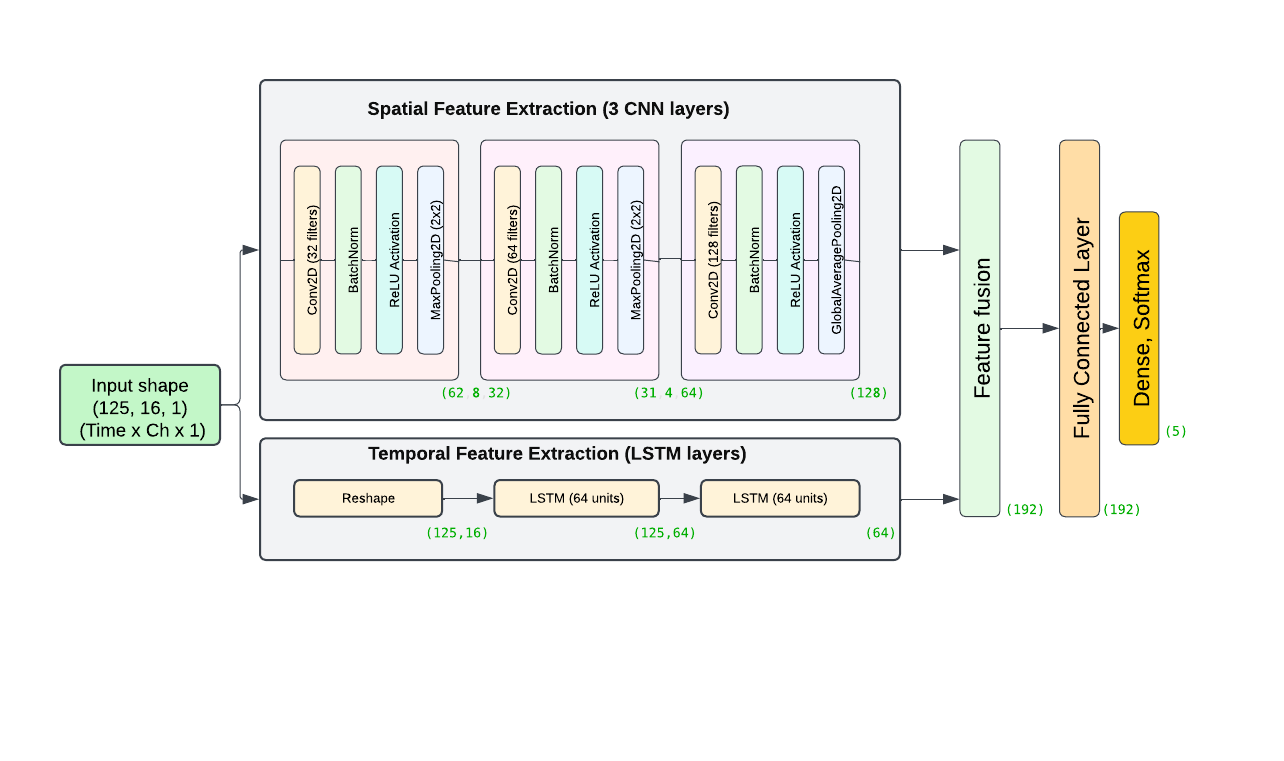 Spatial Feature Extraction (3 CNN layers)
Conv2D (32 filters)
BatchNorm
ReLU Activation
MaxPooling2D (2x2)
(62 8 32)
Conv2D (64 filters)
BatchNorm
ReLU Activation
MaxPooling2D (2x2)
(31 4 64)
Conv2D (128 filters)
BatchNorm
ReLU Activation
GlobalAveragePooling2D
(128)
Input shape
(125, 16, 1)
(Time x Ch x 1)
Temporal Feature Extraction (LSTM layers)
Reshape
(125,16)
LSTM (64 units)
(125,64)
LSTM (64 units)
(64)
Feature fusion
(192)
Fully Connected Layer
(192)
Dense, Softmax
(5)